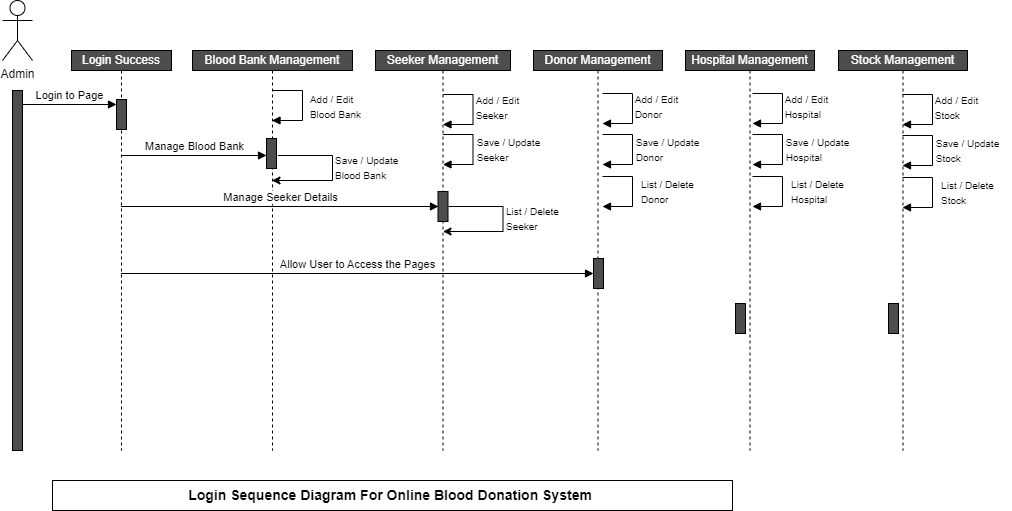 Admin
Login Success
Blood Bank Management
Seeker Management
Donor Management
Hospital Management
Stock Management
Login to Page
Add / Edit
Blood Bank
Add / Edit
Seeker
Add / Edit
Donor
Add / Edit
Hospital
Add / Edit
Stock
Manage Blood Bank
Save / Update
Blood Bank
Save / Update
Seeker
Save / Update
Donor
Save / Update
Hospital
Save / Update
Stock
Manage Seeker Details
List / Delete
Seeker
List / Delete
Donor
List / Delete
Hospital
List / Delete
Stock
Allow User to Access the Pages
Login Sequence Diagram For Online Blood Donation System